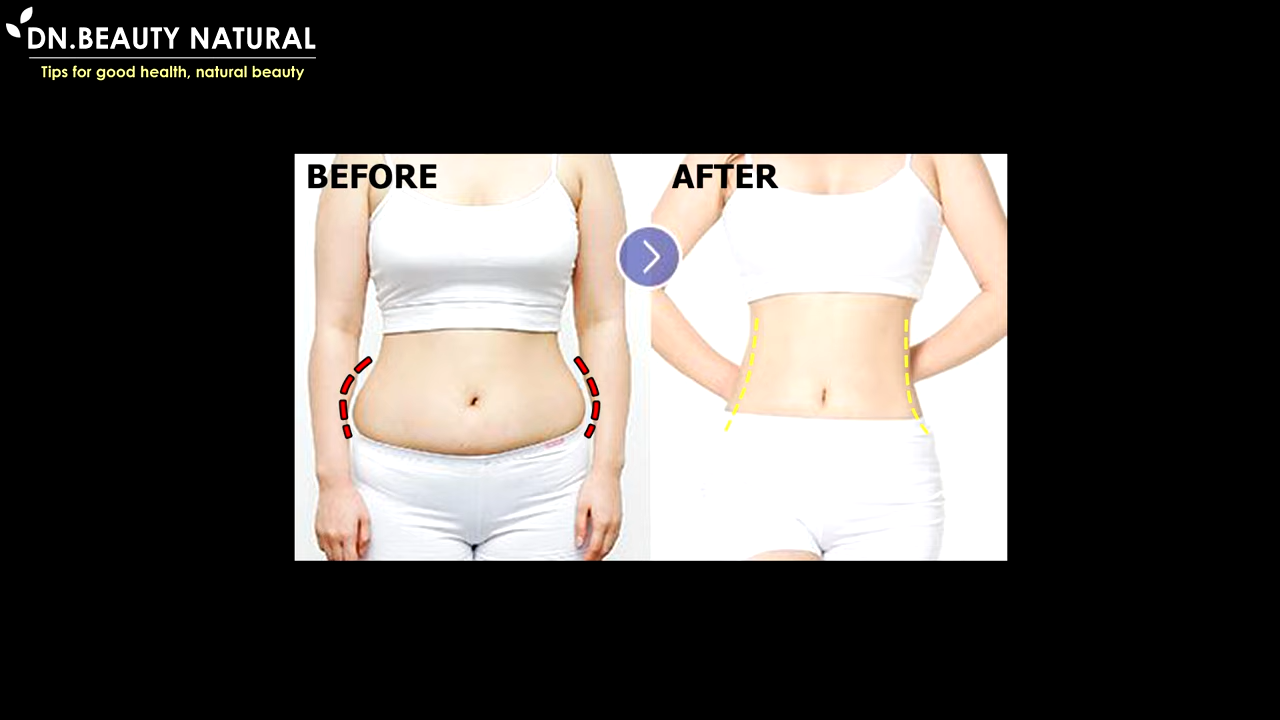 DN.BEAUTY NATURAL
Tips for good health, natural beauty
BEFORE
AFTER